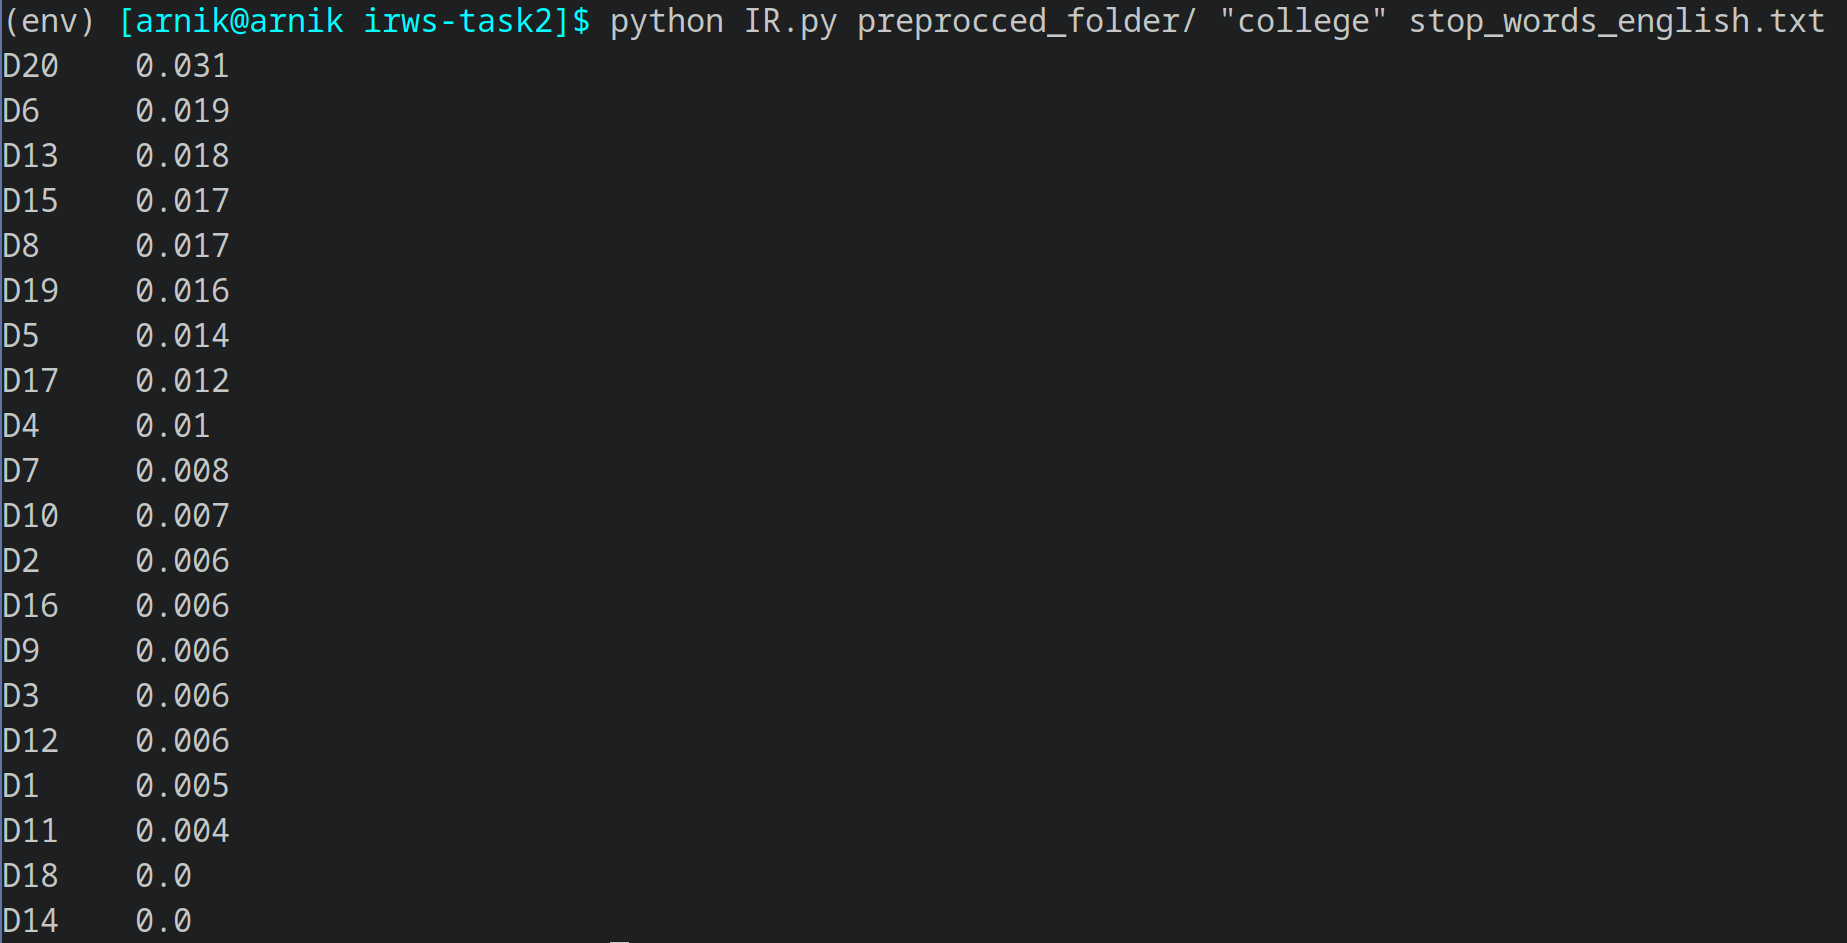 (env) [arnik@arnik irws-task2]$ python IR.py preprocced_folder/ "college" stop_words_english.txt
D20    0.031
D6     0.019
D13    0.018
D15    0.017
D8     0.017
D19    0.016
D5     0.014
D17    0.012
D4     0.01
D7     0.008
D10    0.007
D2     0.006
D16    0.006
D9     0.006
D3     0.006
D12    0.006
D1     0.005
D11    0.004
D18    0.0
D14    0.0